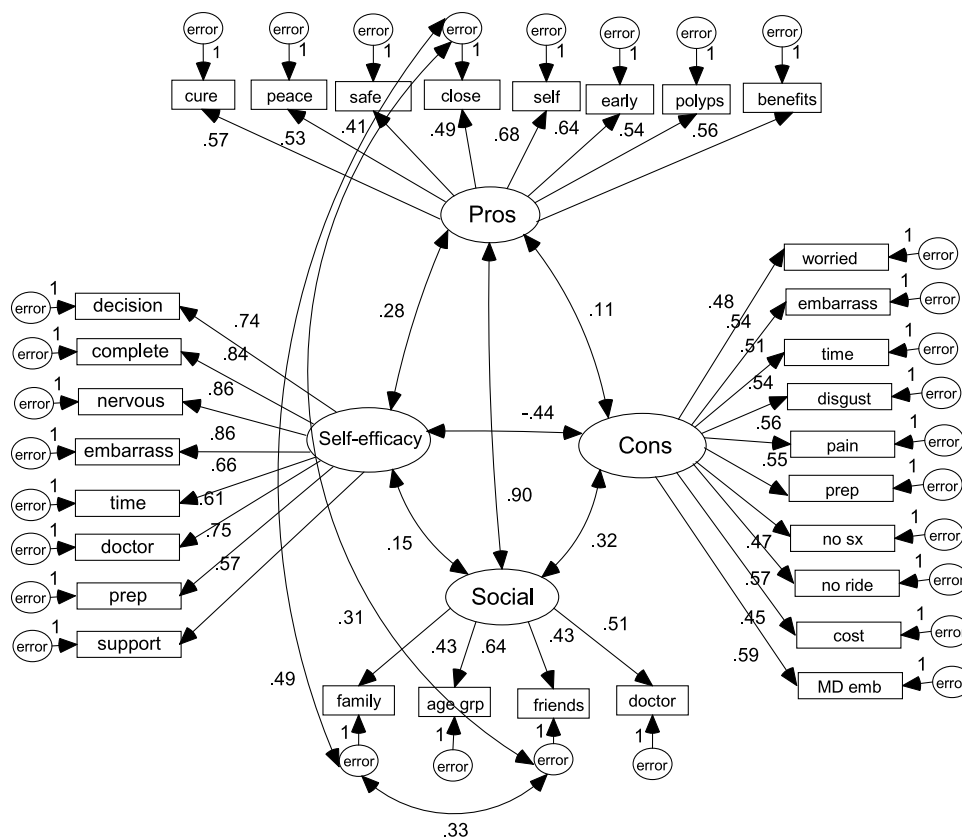 error error error error error error error error
1 1 1 1 1 1 1 1
cure peace safe close self early polyps benefits
.57 .53 .41 .49 .68 .64 .54 .56
Pros
.28 .11
error 1 decision
error 1 complete
error 1 nervous
error 1 embarrass
error 1 time
error 1 doctor
error 1 prep
error 1 support
.74
.84
.86
.86
.66
.61
.75
.57
Self-efficacy
-.44
Cons
worried 1 error
embarrass 1 error
time 1 error
disgust 1 error
pain 1 error
prep 1 error
no sx 1 error
no ride 1 error
cost 1 error
MD emb 1 error
.48
.54
.51
.54
.56
.55
.47
.57
.45
.59
.90
.15 .32
Social
.31 .43 .64 .43 .51
.49
family age grp friends doctor
1 1 1 1
error error error error
.33